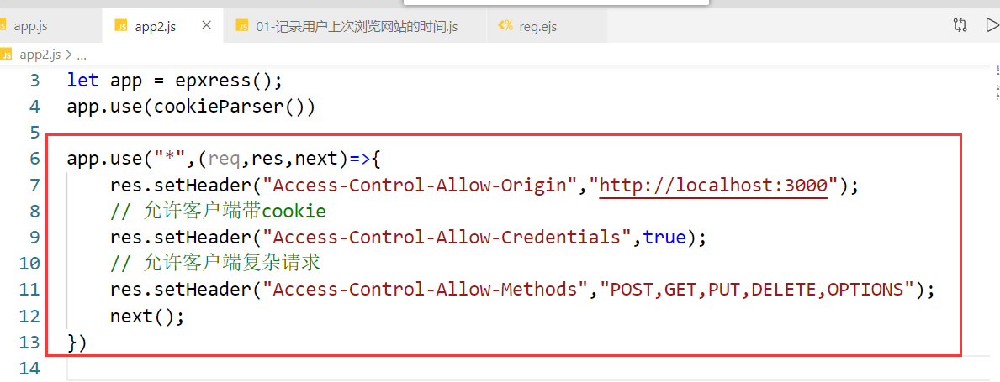 app.js
JS app2.js ×
JS 01-记录用户上次浏览网站的时间.js
<% reg.ejs
JS app2.js > ...
3 let app = epxress();
4 app.use(cookieParser())
5
6 app.use("*",(req,res,next)=>{
7 res.setHeader("Access-Control-Allow-Origin","http://localhost:3000");
8 // 允许客户端带cookie
9 res.setHeader("Access-Control-Allow-Credentials",true);
10 // 允许客户端复杂请求
11 res.setHeader("Access-Control-Allow-Methods","POST,GET,PUT,DELETE,OPTIONS");
12 next();
13 })
14